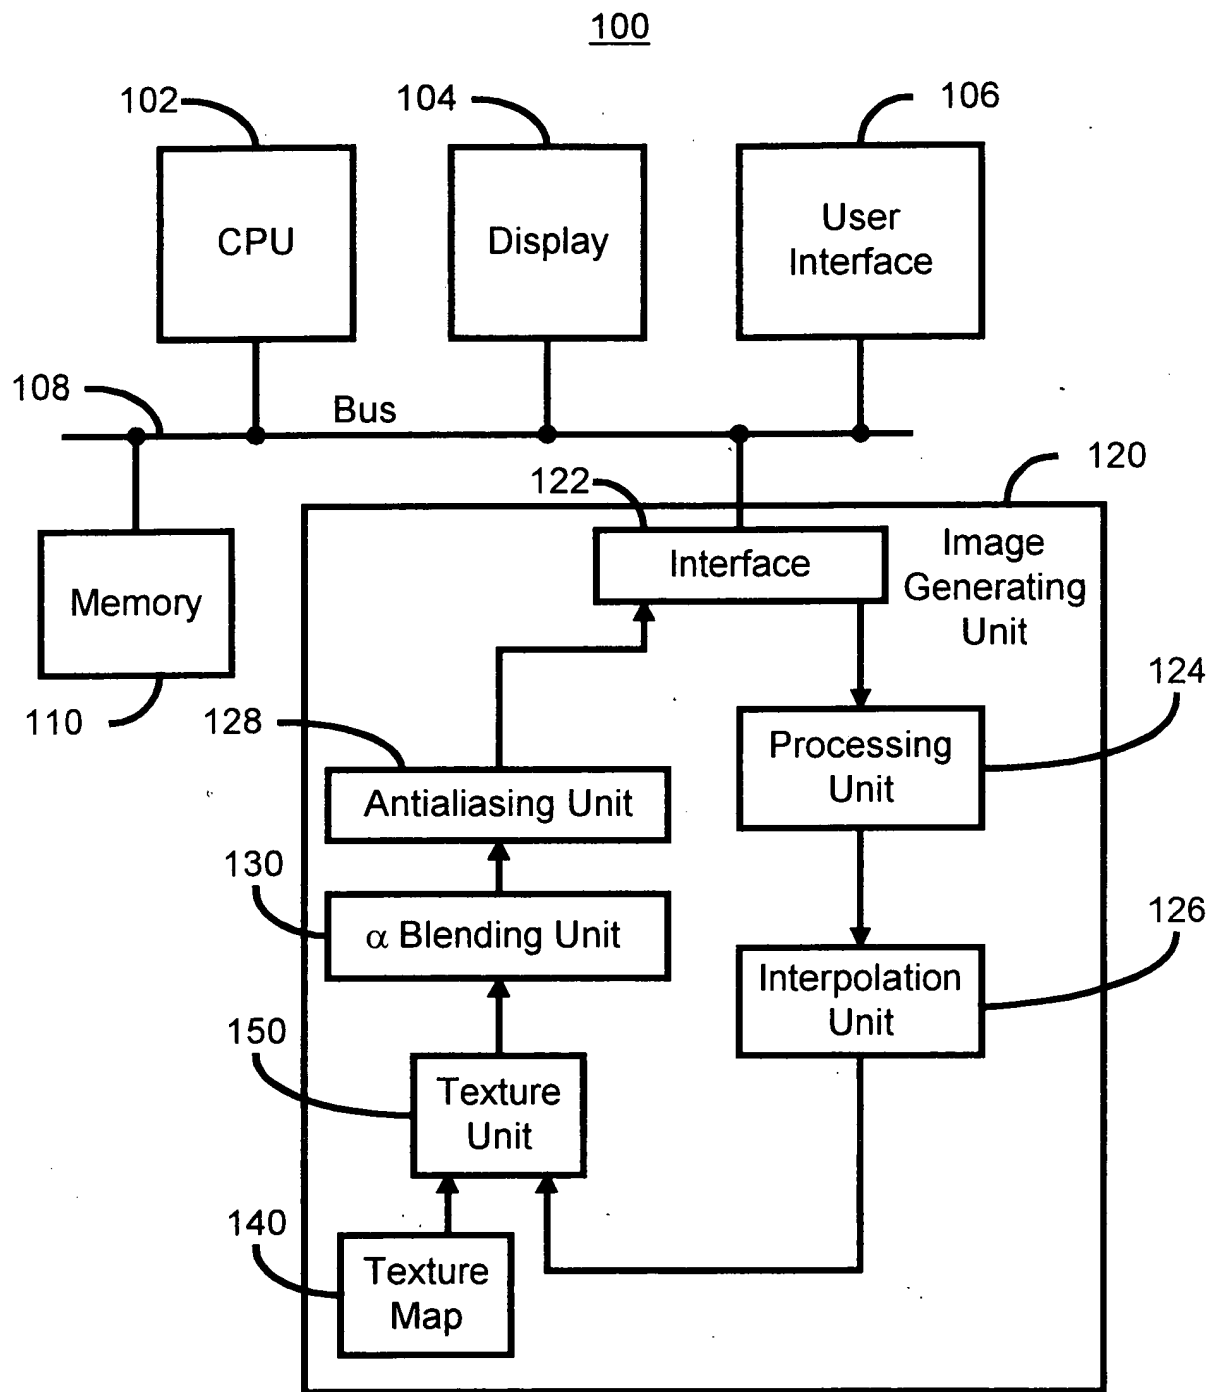 100
102
104
106
CPU
Display
User
Interface
108
Bus
122
120
Interface
Image
Generating
Unit
Memory
110
128
124
Processing
Unit
Antialiasing Unit
130
126
α Blending Unit
Interpolation
Unit
150
Texture
Unit
140
Texture
Map